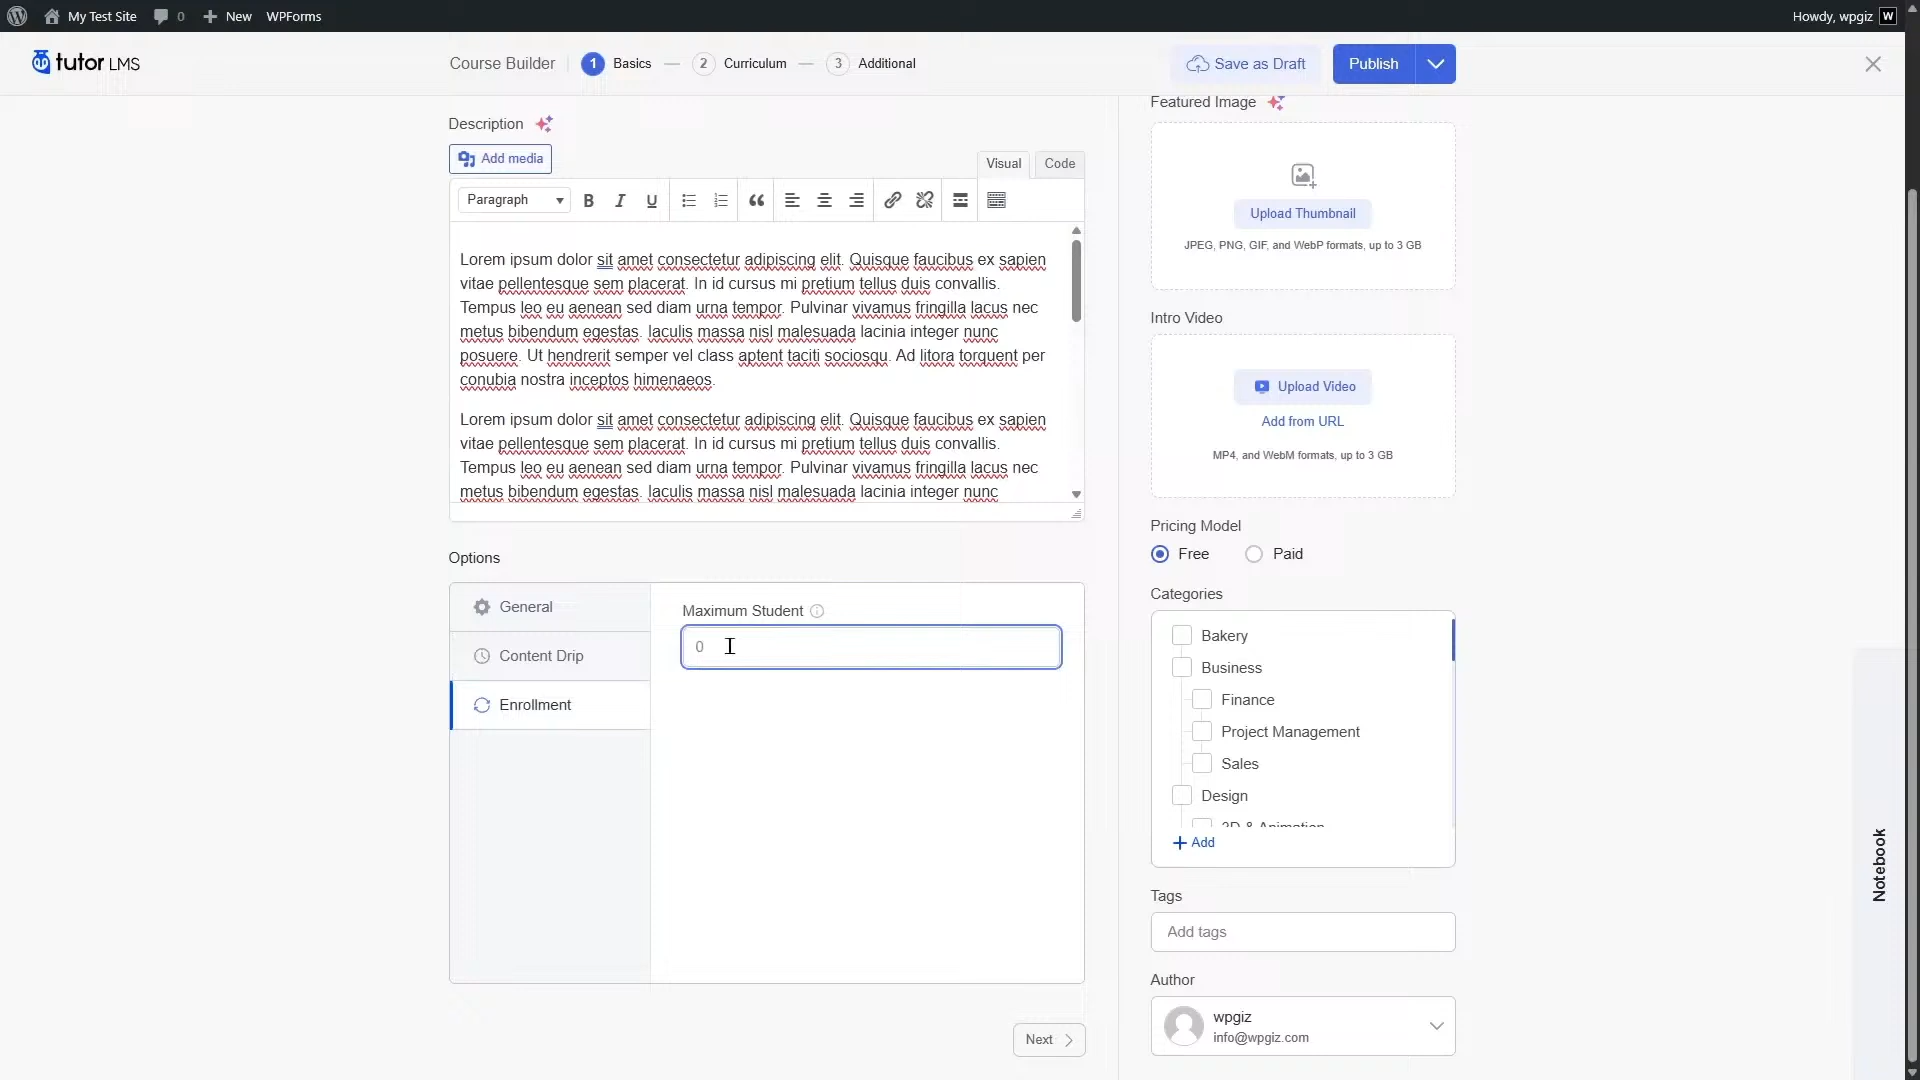 My Test Site 0 New WPForms Howdy, wpgiz W
tutor LMS
Course Builder 1 Basics 2 Curriculum 3 Additional Save as Draft Publish
Description
Add media
Visual Code
Paragraph B I U
Lorem ipsum dolor sit amet consectetur adipiscing elit. Quisque faucibus ex sapien
vitae pellentesque sem placerat. In id cursus mi pretium tellus duis convallis.
Tempus leo eu aenean sed diam urna tempor. Pulvinar vivamus fringilla lacus nec
metus bibendum egestas. Iaculis massa nisl malesuada lacinia integer nunc
posuere. Ut hendrerit semper vel class aptent taciti sociosqu. Ad litora torquent per
conubia nostra inceptos himenaeos.
Lorem ipsum dolor sit amet consectetur adipiscing elit. Quisque faucibus ex sapien
vitae pellentesque sem placerat. In id cursus mi pretium tellus duis convallis.
Tempus leo eu aenean sed diam urna tempor. Pulvinar vivamus fringilla lacus nec
metus bibendum egestas. Iaculis massa nisl malesuada lacinia integer nunc
Options
General
Content Drip
Enrollment
Maximum Student
0
Next
Featured Image
Upload Thumbnail
JPEG, PNG, GIF, and WebP formats, up to 3 GB
Intro Video
Upload Video
Add from URL
MP4, and WebM formats, up to 3 GB
Pricing Model
Free Paid
Categories
Bakery
Business
Finance
Project Management
Sales
Design
3D & Animation
Add
Tags
Add tags
Author
wpgiz
info@wpgiz.com
Notebook